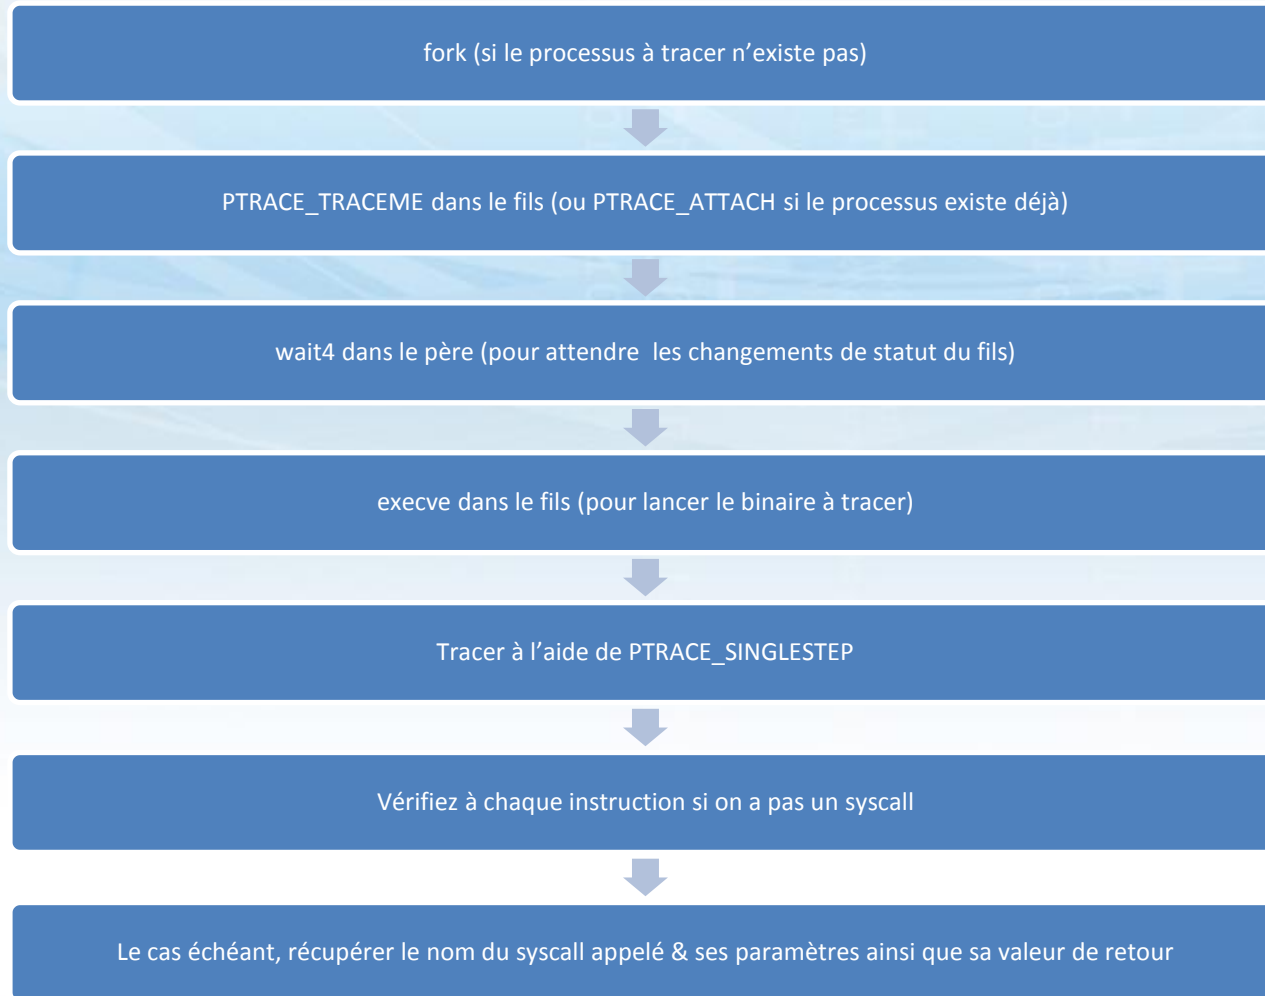 fork (si le processus à tracer n’existe pas)
PTRACE_TRACEME dans le fils (ou PTRACE_ATTACH si le processus existe déjà)
wait4 dans le père (pour attendre  les changements de statut du fils)
execve dans le fils (pour lancer le binaire à tracer)
Tracer à l’aide de PTRACE_SINGLESTEP
Vérifiez à chaque instruction si on a pas un syscall
Le cas échéant, récupérer le nom du syscall appelé & ses paramètres ainsi que sa valeur de retour